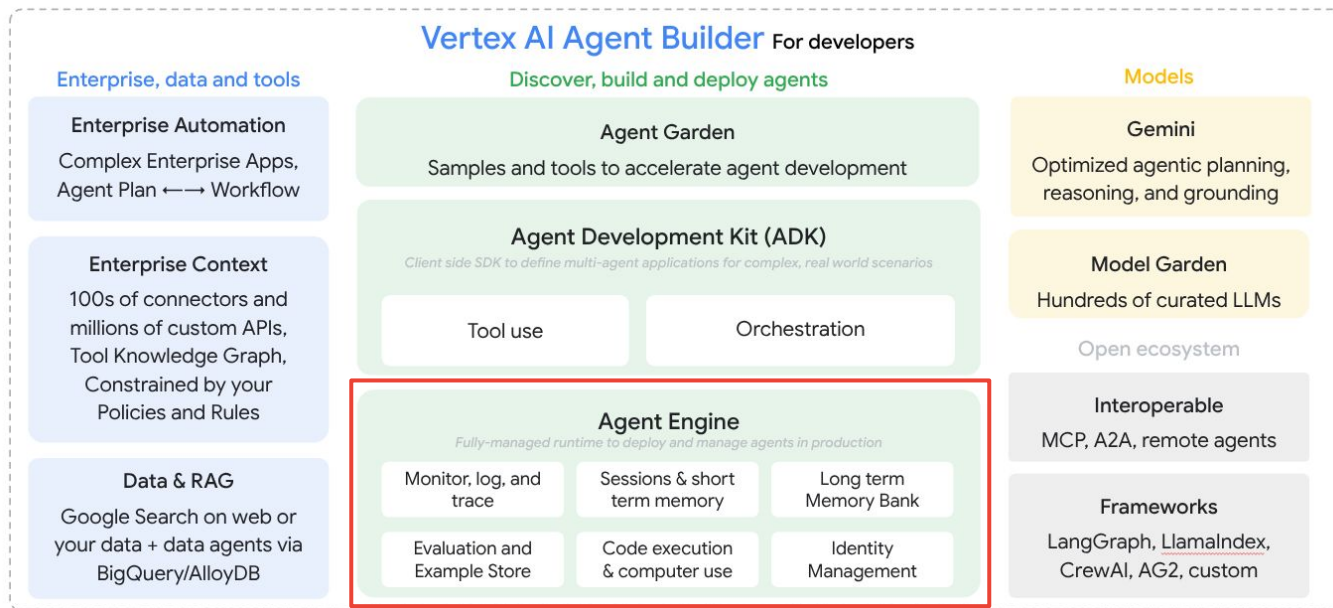 Vertex AI Agent Builder For developers
Enterprise, data and tools
Enterprise Automation
Complex Enterprise Apps,
Agent Plan ←→ Workflow
Enterprise Context
100s of connectors and
millions of custom APIs,
Tool Knowledge Graph,
Constrained by your
Policies and Rules
Data & RAG
Google Search on web or
your data + data agents via
BigQuery/AlloyDB
Discover, build and deploy agents
Agent Garden
Samples and tools to accelerate agent development
Agent Development Kit (ADK)
Client side SDK to define multi-agent applications for complex, real world scenarios
Tool use
Orchestration
Agent Engine
Fully-managed runtime to deploy and manage agents in production
Monitor, log, and
trace
Sessions & short
term memory
Long term
Memory Bank
Evaluation and
Example Store
Code execution
& computer use
Identity
Management
Models
Gemini
Optimized agentic planning,
reasoning, and grounding
Model Garden
Hundreds of curated LLMs
Open ecosystem
Interoperable
MCP, A2A, remote agents
Frameworks
LangGraph, LlamaIndex,
CrewAI, AG2, custom